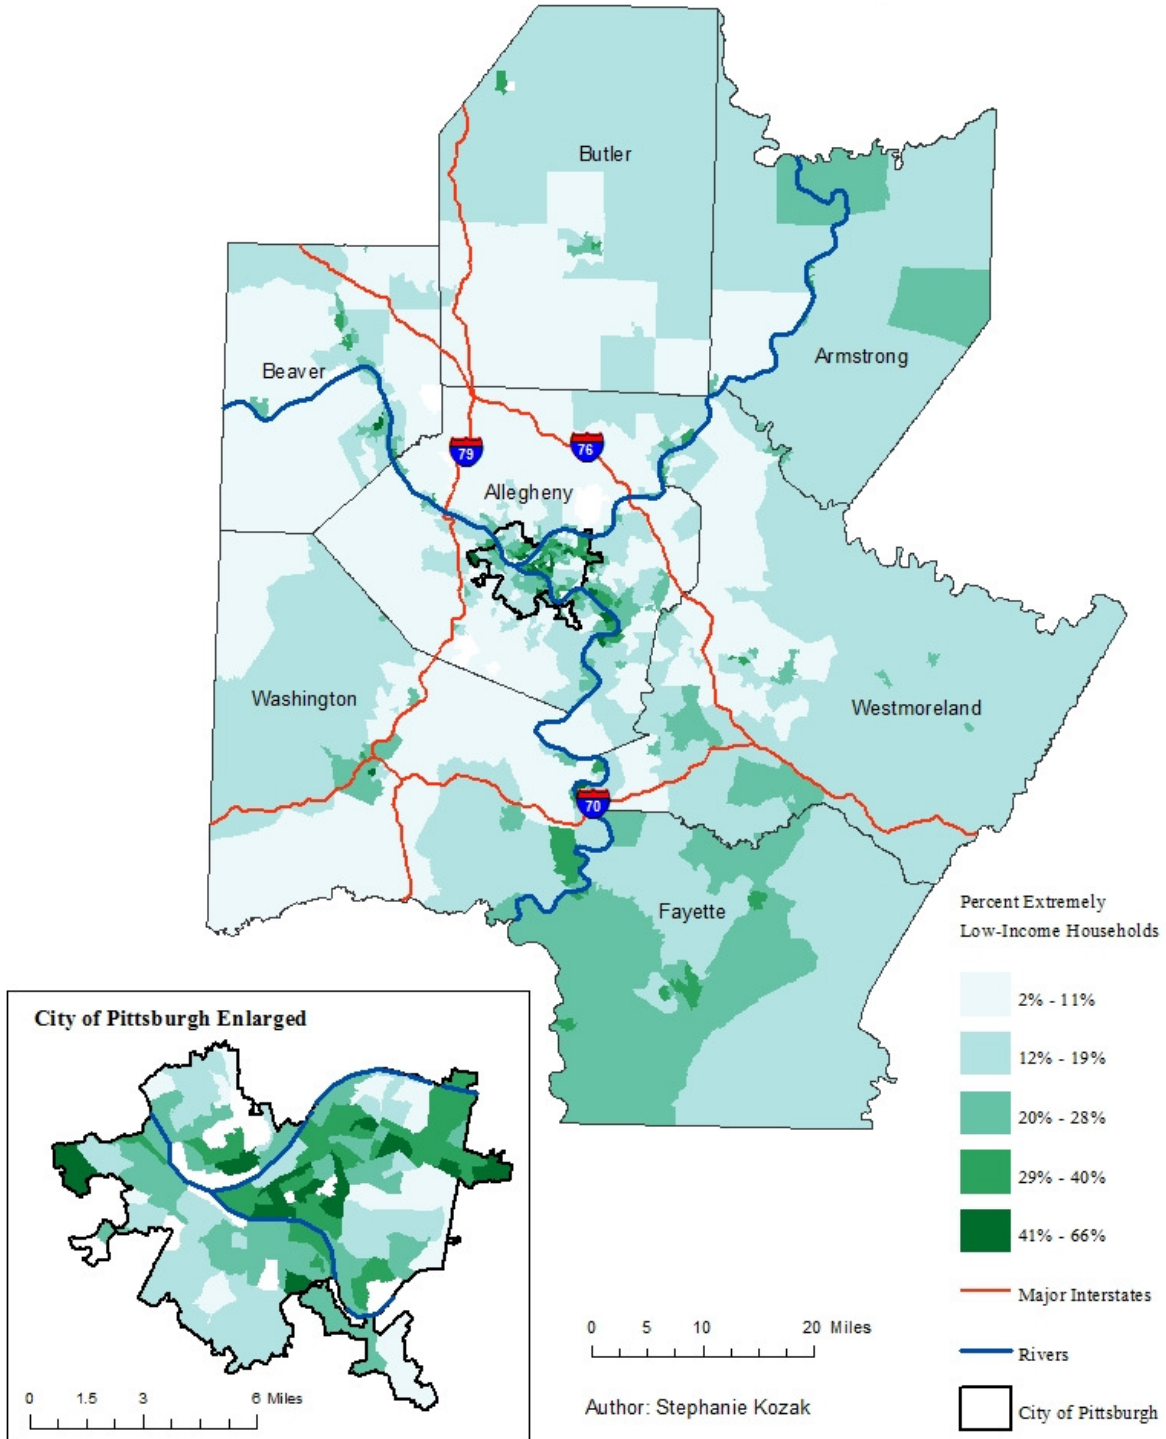 Butler
Armstrong
Beaver
79
76
Allegheny
Washington
Westmoreland
70
Fayette
Percent Extremely
Low-Income Households
2% - 11%
12% - 19%
20% - 28%
29% - 40%
41% - 66%
Major Interstates
Rivers
City of Pittsburgh
City of Pittsburgh Enlarged
0 1.5 3 6 Miles
0 5 10 20 Miles
Author: Stephanie Kozak